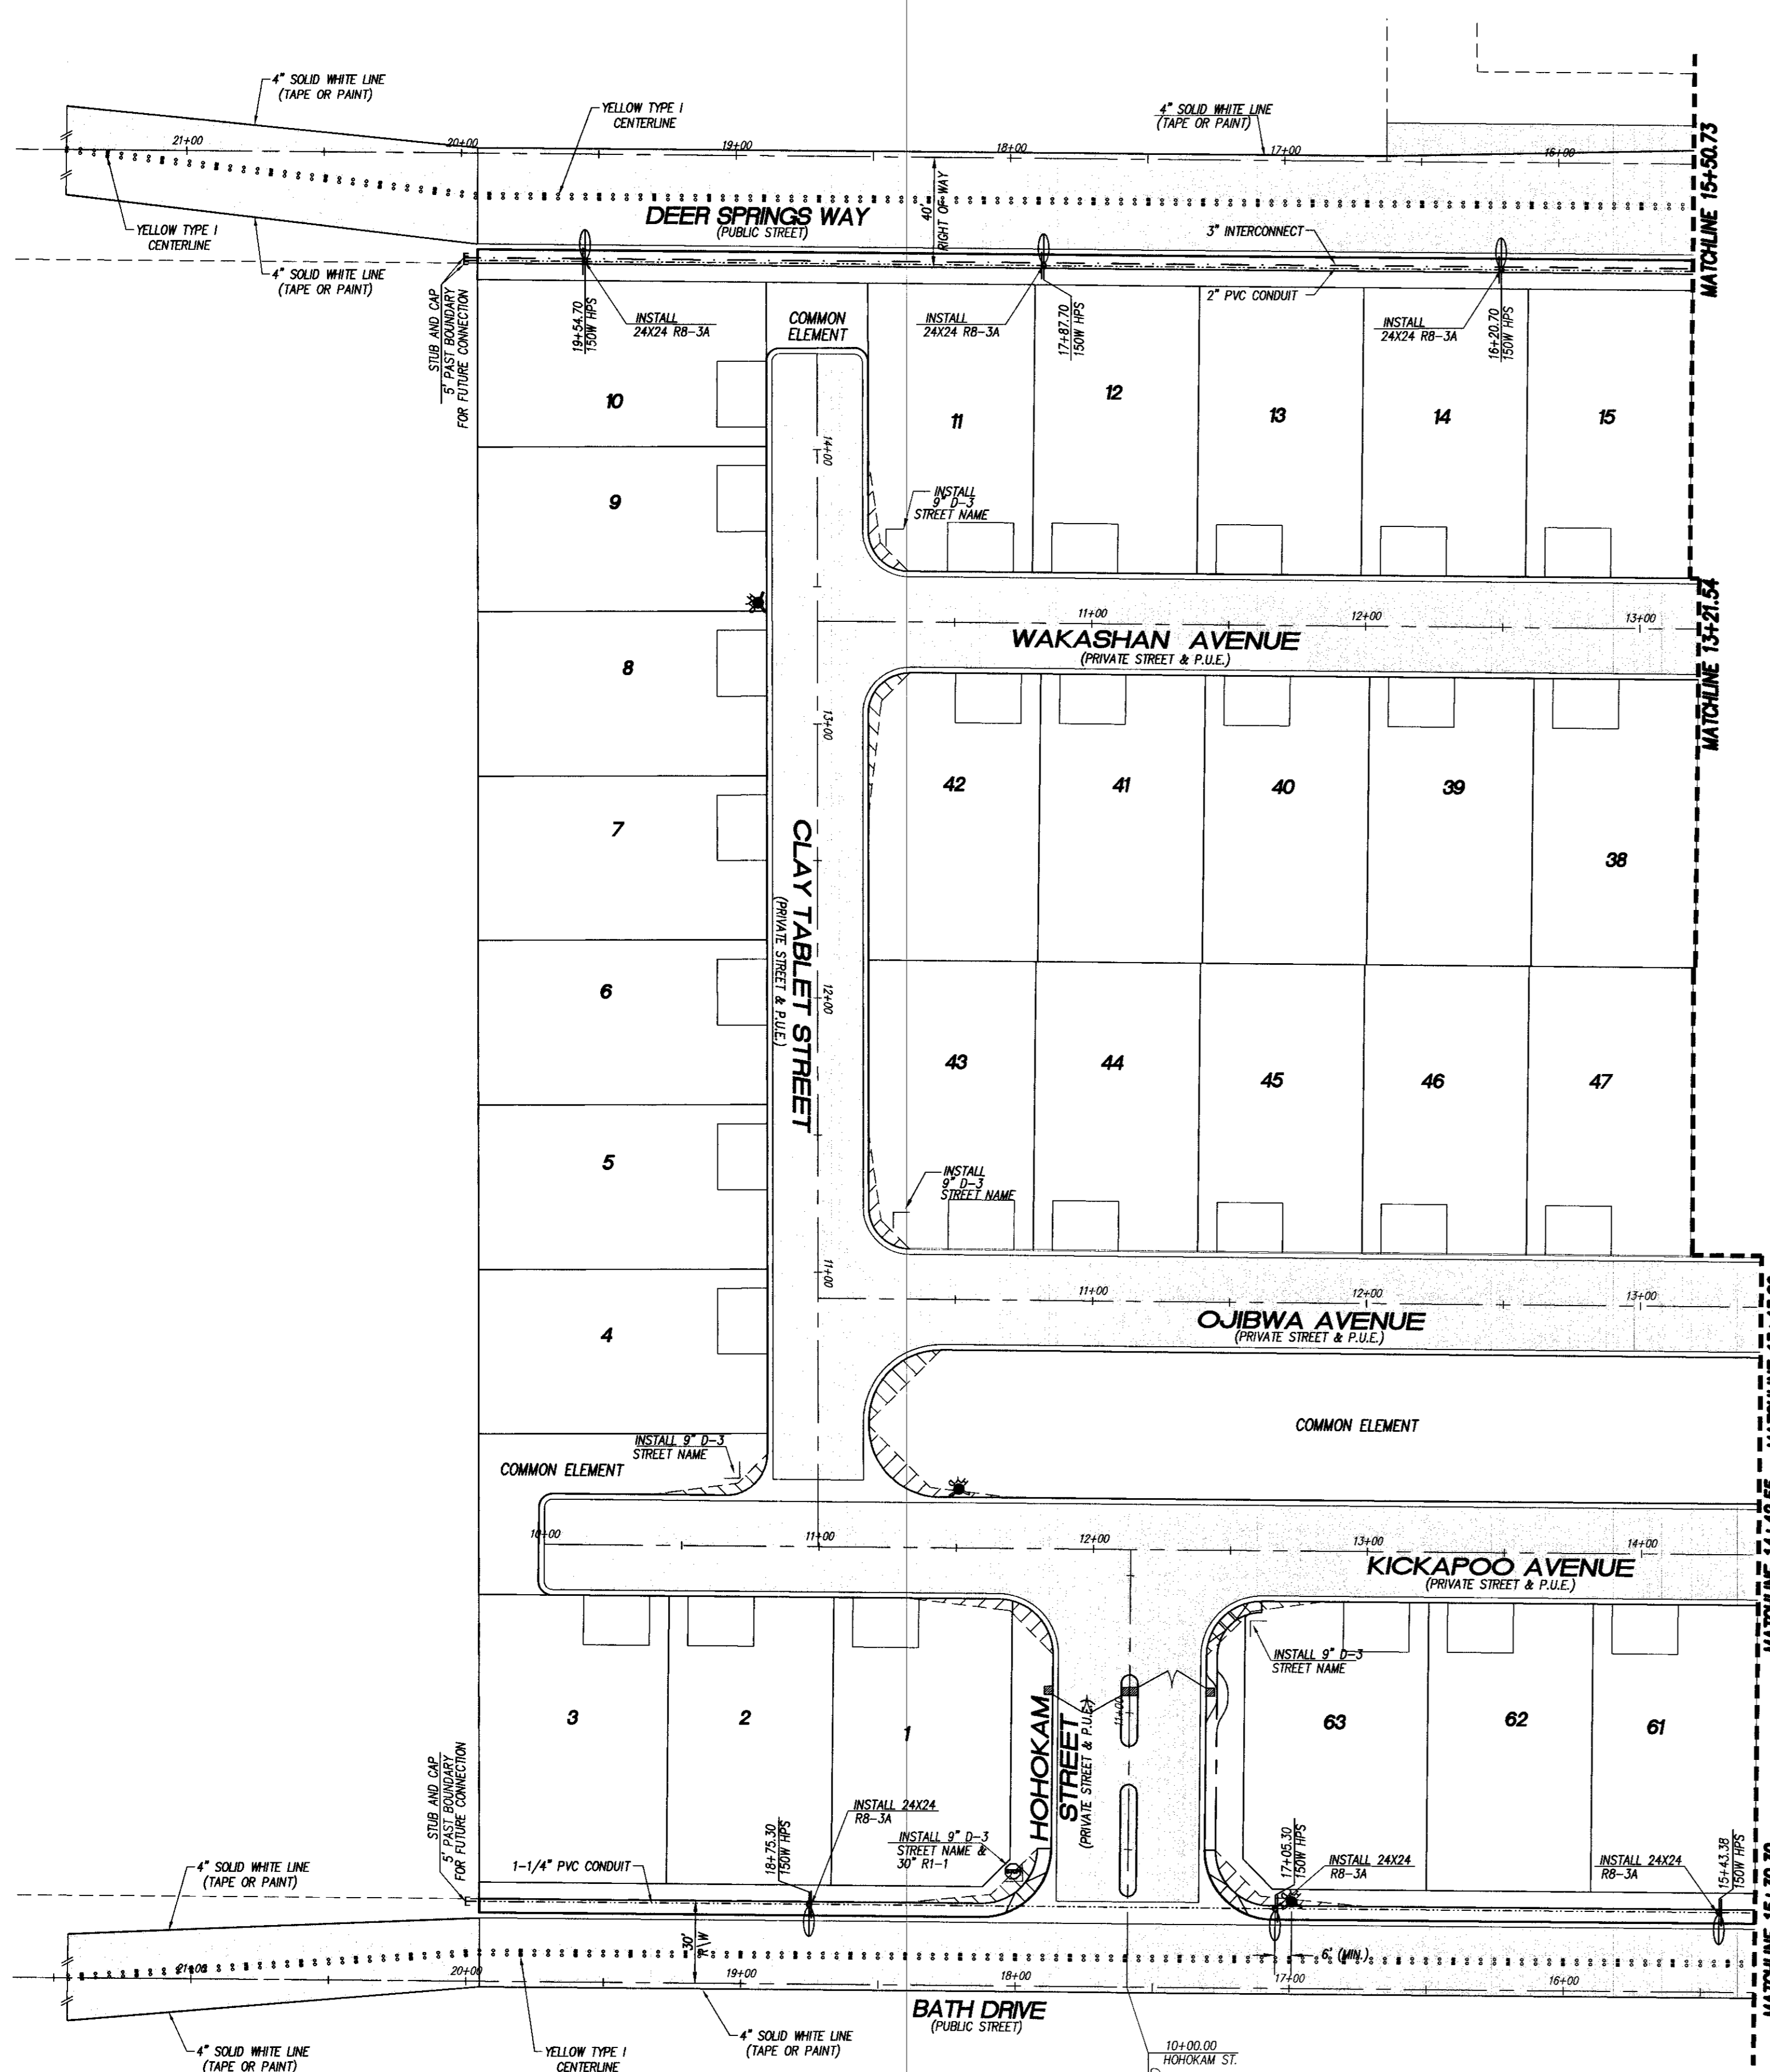 4" SOLID WHITE LINE
(TAPE OR PAINT)
YELLOW TYPE I
CENTERLINE
4" SOLID WHITE LINE
(TAPE OR PAINT)
21+00
20+00
19+00
18+00
17+00
16+00
MATCHLINE 15+50.73
DEER SPRINGS WAY
(PUBLIC STREET)
40'
RIGHT OF WAY
YELLOW TYPE I
CENTERLINE
4" SOLID WHITE LINE
(TAPE OR PAINT)
3" INTERCONNECT
2" PVC CONDUIT
STUB AND CAP
5' PAST BOUNDARY
FOR FUTURE CONNECTION
19+54.70
150W HPS
INSTALL
24X24 R8-3A
COMMON
ELEMENT
INSTALL
24X24 R8-3A
17+87.70
150W HPS
INSTALL
24X24 R8-3A
16+20.70
150W HPS
10
11
12
13
14
15
14+00
9
INSTALL
9" D-3
STREET NAME
11+00
12+00
13+00
WAKASHAN AVENUE
(PRIVATE STREET & P.U.E.)
MATCHLINE 13+21.54
8
13+00
42
41
40
39
38
7
CLAY TABLET STREET
(PRIVATE STREET & P.U.E.)
6
12+00
43
44
45
46
47
5
INSTALL
9" D-3
STREET NAME
11+00
11+00
12+00
13+00
OJIBWA AVENUE
(PRIVATE STREET & P.U.E.)
4
COMMON ELEMENT
INSTALL 9" D-3
STREET NAME
COMMON ELEMENT
10+00
11+00
12+00
13+00
14+00
KICKAPOO AVENUE
(PRIVATE STREET & P.U.E.)
INSTALL 9" D-3
STREET NAME
3
2
1
HOHOKAM
STREET
(PRIVATE STREET & P.U.E.)
11+00
63
62
61
STUB AND CAP
5' PAST BOUNDARY
FOR FUTURE CONNECTION
1-1/4" PVC CONDUIT
18+75.30
150W HPS
INSTALL 24X24
R8-3A
INSTALL 9" D-3
STREET NAME &
30" R1-1
17+05.30
150W HPS
INSTALL 24X24
R8-3A
INSTALL 24X24
R8-3A
15+43.38
150W HPS
4" SOLID WHITE LINE
(TAPE OR PAINT)
30'
R\W
6' (MIN.)
21+00
20+00
19+00
18+00
17+00
16+00
BATH DRIVE
(PUBLIC STREET)
4" SOLID WHITE LINE
(TAPE OR PAINT)
YELLOW TYPE I
CENTERLINE
4" SOLID WHITE LINE
(TAPE OR PAINT)
10+00.00
HOHOKAM ST.